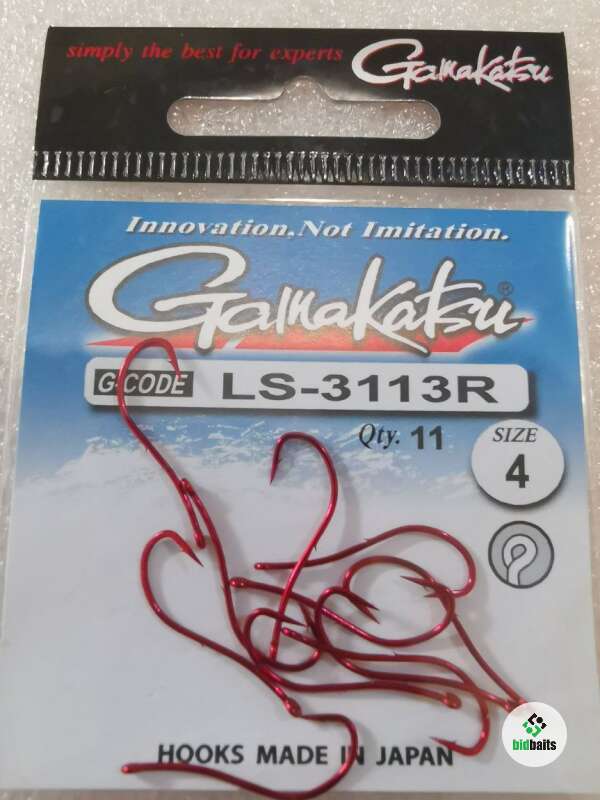 simply the best for experts Gamakatsu
Innovation, Not Imitation.
Gamakatsu®
G-CODE LS-3113R
Qty. 11
SIZE
4
HOOKS MADE IN JAPAN
bidbaits